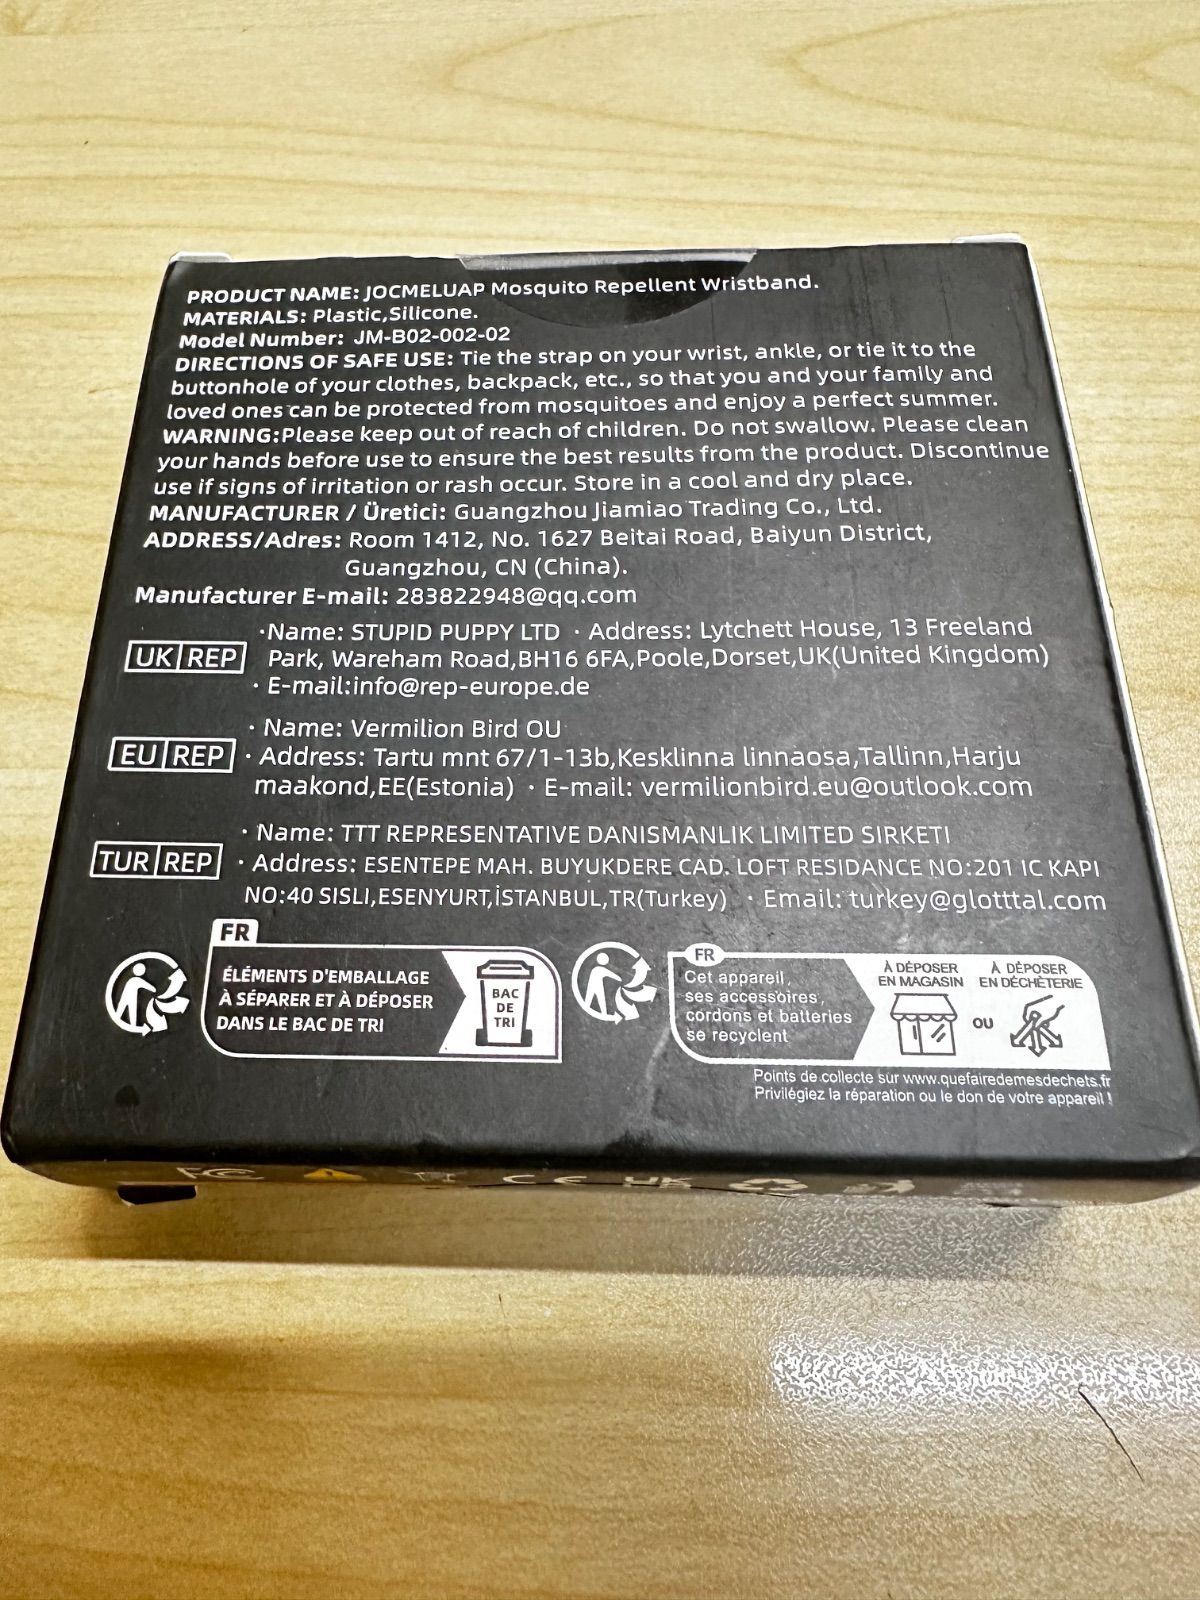 PRODUCT NAME: JOCMELUAP Mosquito Repellent Wristband.
MATERIALS: Plastic,Silicone.
Model Number: JM-B02-002-02
DIRECTIONS OF SAFE USE: Tie the strap on your wrist, ankle, or tie it to the
buttonhole of your clothes, backpack, etc., so that you and your family and
loved ones can be protected from mosquitoes and enjoy a perfect summer.
WARNING:Please keep out of reach of children. Do not swallow. Please clean
your hands before use to ensure the best results from the product. Discontinue
use if signs of irritation or rash occur. Store in a cool and dry place.
MANUFACTURER / Üretici: Guangzhou Jiamiao Trading Co., Ltd.
ADDRESS/Adres: Room 1412, No. 1627 Beitai Road, Baiyun District,
Guangzhou, CN (China).
Manufacturer E-mail: 283822948@qq.com
UK REP
·Name: STUPID PUPPY LTD · Address: Lytchett House, 13 Freeland
Park, Wareham Road,BH16 6FA,Poole,Dorset,UK(United Kingdom)
· E-mail:info@rep-europe.de
EU REP
· Name: Vermilion Bird OU
· Address: Tartu mnt 67/1-13b,Kesklinna linnaosa,Tallinn,Harju
maakond,EE(Estonia) · E-mail: vermilionbird.eu@outlook.com
TUR REP
· Name: TTT REPRESENTATIVE DANISMANLIK LIMITED SIRKETI
· Address: ESENTEPE MAH. BUYUKDERE CAD. LOFT RESIDANCE NO:201 IC KAPI
NO:40 SISLI,ESENYURT,İSTANBUL,TR(Turkey) · Email: turkey@glotttal.com
FR
ÉLÉMENTS D'EMBALLAGE
À SÉPARER ET À DÉPOSER
DANS LE BAC DE TRI
BAC
DE
TRI
FR
Cet appareil,
ses accessoires,
cordons et batteries
se recyclent
À DÉPOSER
EN MAGASIN
OU
À DÉPOSER
EN DÉCHÈTERIE
Points de collecte sur www.quefairedemesdechets.fr
Privilégiez la réparation ou le don de votre appareil !
FC CE UK